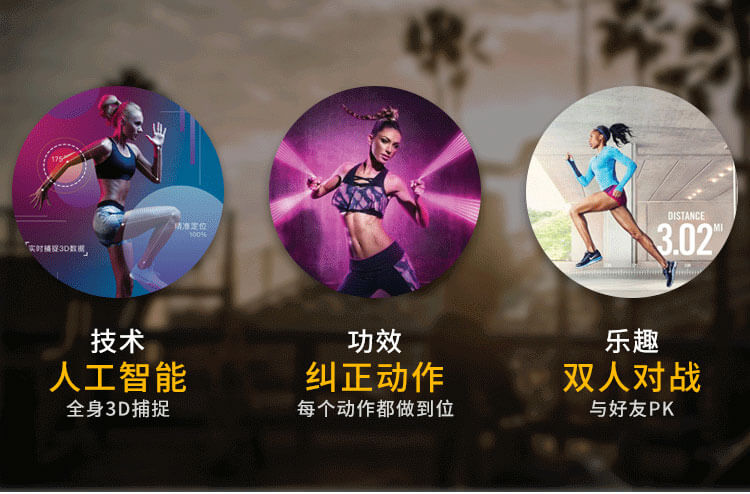 175°
精准定位
100%
实时捕捉3D数据
DISTANCE
3.02 MI
技术
人工智能
全身3D捕捉
功效
纠正动作
每个动作都做到位
乐趣
双人对战
与好友PK